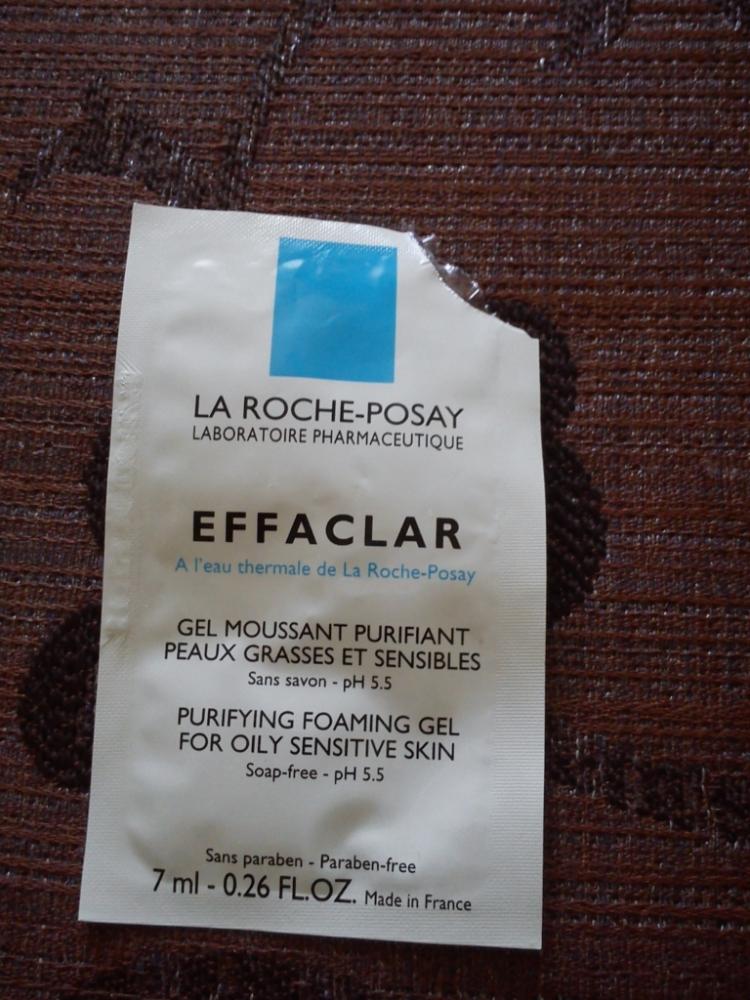 LA ROCHE-POSAY
LABORATOIRE PHARMACEUTIQUE
EFFACLAR
A l'eau thermale de La Roche-Posay
GEL MOUSSANT PURIFIANT
PEAUX GRASSES ET SENSIBLES
Sans savon - pH 5.5
PURIFYING FOAMING GEL
FOR OILY SENSITIVE SKIN
Soap-free - pH 5.5
Sans paraben - Paraben-free
7 ml - 0.26 FL.OZ. Made in France